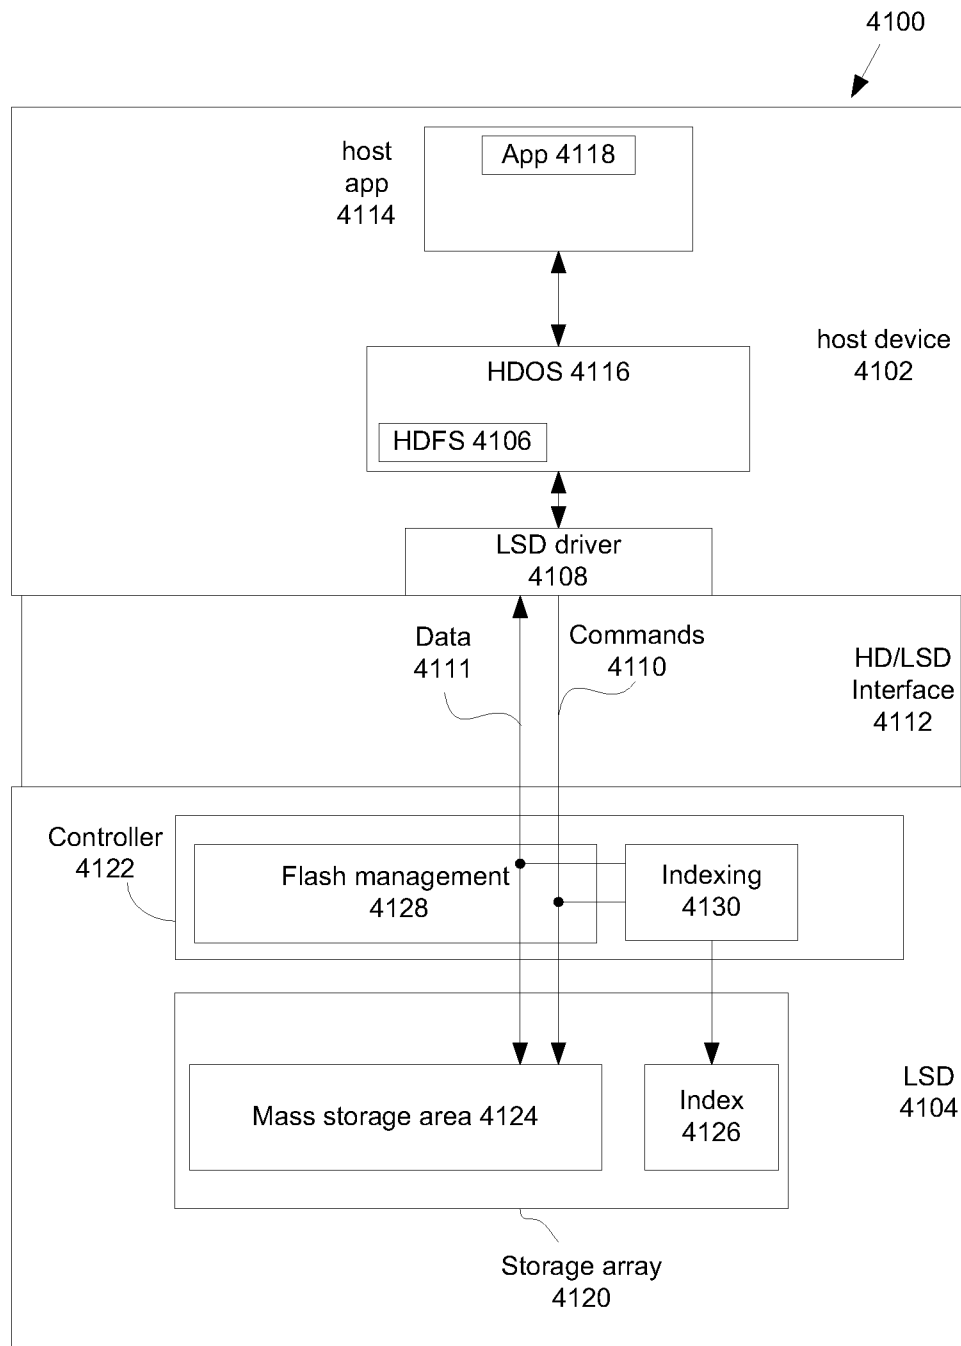 4100
App 4118
host
app
4114
host device
4102
HDOS 4116
HDFS 4106
LSD driver
4108
Data
4111
Commands
4110
HD/LSD
Interface
4112
Controller
4122
Flash management
4128
Indexing
4130
Mass storage area 4124
Index
4126
LSD
4104
Storage array
4120